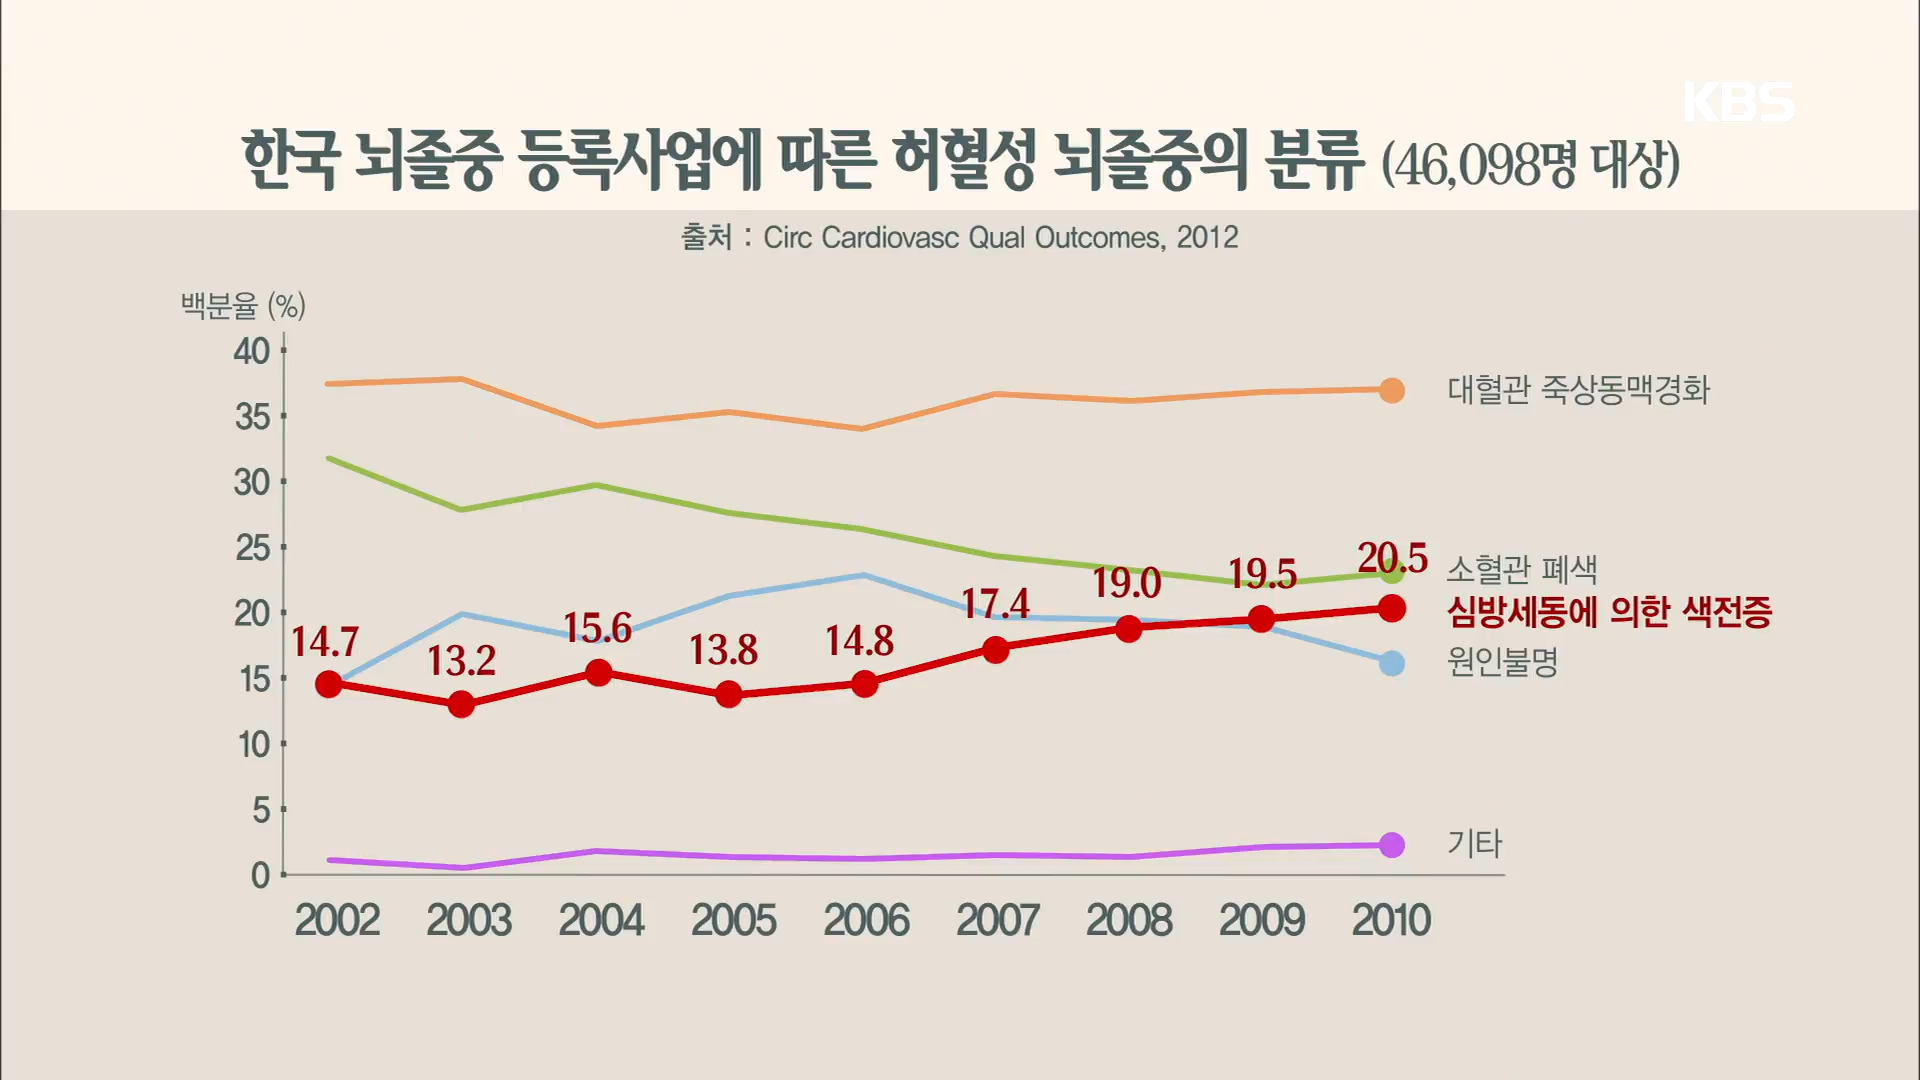 KBS
한국 뇌졸중 등록사업에 따른 허혈성 뇌졸중의 분류 (46,098명 대상)
출처 : Circ Cardiovasc Qual Outcomes, 2012
백분율 (%)
40
35
30
25
20
15
10
5
0
14.7
13.2
15.6
13.8
14.8
17.4
19.0
19.5
20.5
대혈관 죽상동맥경화
소혈관 폐색
심방세동에 의한 색전증
원인불명
기타
2002 2003 2004 2005 2006 2007 2008 2009 2010